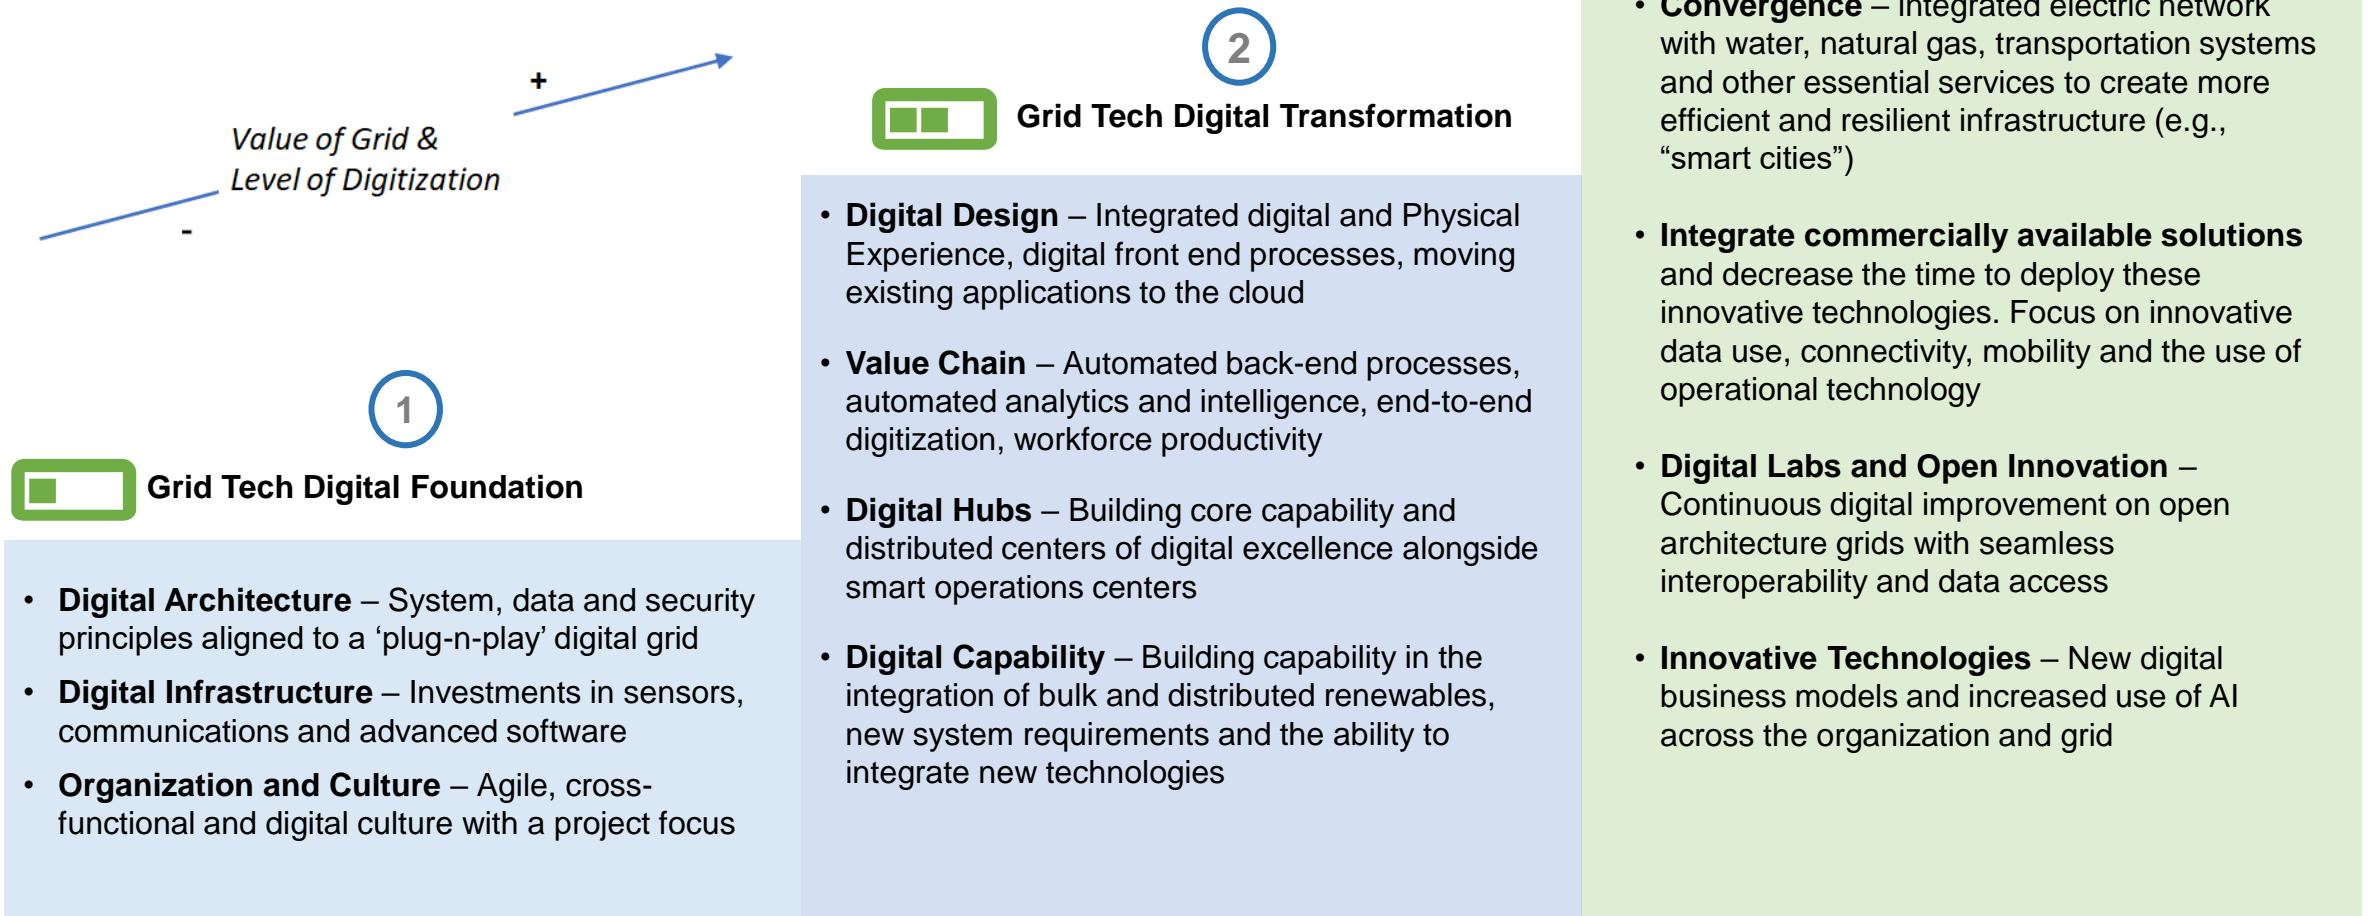 +
Value of Grid &
Level of Digitization
-
1
Grid Tech Digital Foundation
• Digital Architecture – System, data and security
principles aligned to a ‘plug-n-play’ digital grid
• Digital Infrastructure – Investments in sensors,
communications and advanced software
• Organization and Culture – Agile, cross-
functional and digital culture with a project focus
2
Grid Tech Digital Transformation
• Digital Design – Integrated digital and Physical
Experience, digital front end processes, moving
existing applications to the cloud
• Value Chain – Automated back-end processes,
automated analytics and intelligence, end-to-end
digitization, workforce productivity
• Digital Hubs – Building core capability and
distributed centers of digital excellence alongside
smart operations centers
• Digital Capability – Building capability in the
integration of bulk and distributed renewables,
new system requirements and the ability to
integrate new technologies
• Convergence – integrated electric network
with water, natural gas, transportation systems
and other essential services to create more
efficient and resilient infrastructure (e.g.,
“smart cities”)
• Integrate commercially available solutions
and decrease the time to deploy these
innovative technologies. Focus on innovative
data use, connectivity, mobility and the use of
operational technology
• Digital Labs and Open Innovation –
Continuous digital improvement on open
architecture grids with seamless
interoperability and data access
• Innovative Technologies – New digital
business models and increased use of AI
across the organization and grid